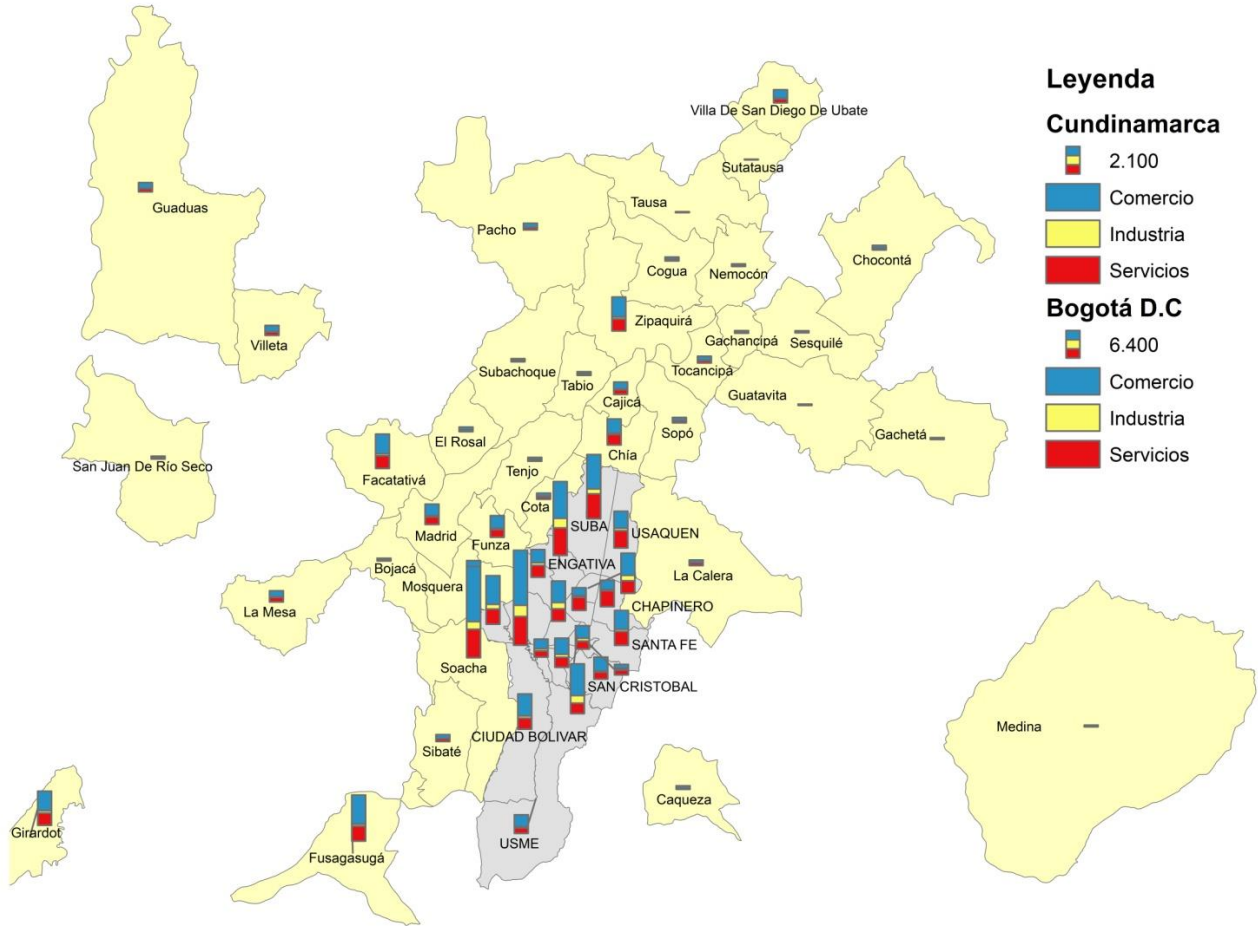 Leyenda
Cundinamarca
2.100
Comercio
Industria
Servicios
Bogotá D.C
6.400
Comercio
Industria
Servicios
Villa De San Diego De Ubate
Sutatausa
Guaduas
Tausa
Pacho
Chocontá
Cogua
Nemocón
Zipaquirá
Gachancipá
Sesquilé
Villeta
Subachoque
Tabio
Tocancipá
Cajicá
Guatavita
El Rosal
Sopó
Gachetá
San Juan De Río Seco
Chía
Facatativá
Tenjo
Cota
SUBA
USAQUEN
Madrid
Funza
ENGATIVA
Bojacá
La Calera
Mosquera
La Mesa
CHAPINERO
SANTA FE
Soacha
SAN CRISTOBAL
CIUDAD BOLIVAR
Sibaté
Medina
Caqueza
Girardot
USME
Fusagasugá